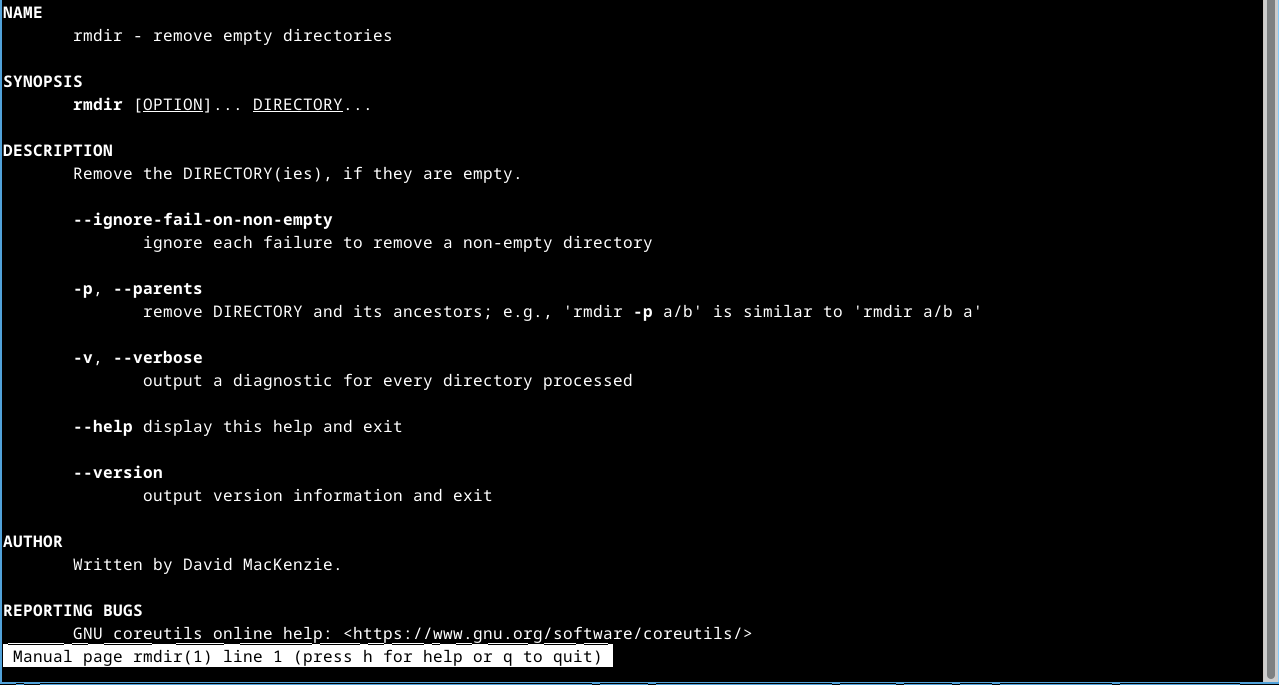 NAME
rmdir - remove empty directories
SYNOPSIS
rmdir [OPTION]... DIRECTORY...
DESCRIPTION
Remove the DIRECTORY(ies), if they are empty.
--ignore-fail-on-non-empty
ignore each failure to remove a non-empty directory
-p, --parents
remove DIRECTORY and its ancestors; e.g., 'rmdir -p a/b' is similar to 'rmdir a/b a'
-v, --verbose
output a diagnostic for every directory processed
--help display this help and exit
--version
output version information and exit
AUTHOR
Written by David MacKenzie.
REPORTING BUGS
GNU coreutils online help: <https://www.gnu.org/software/coreutils/>
Manual page rmdir(1) line 1 (press h for help or q to quit)